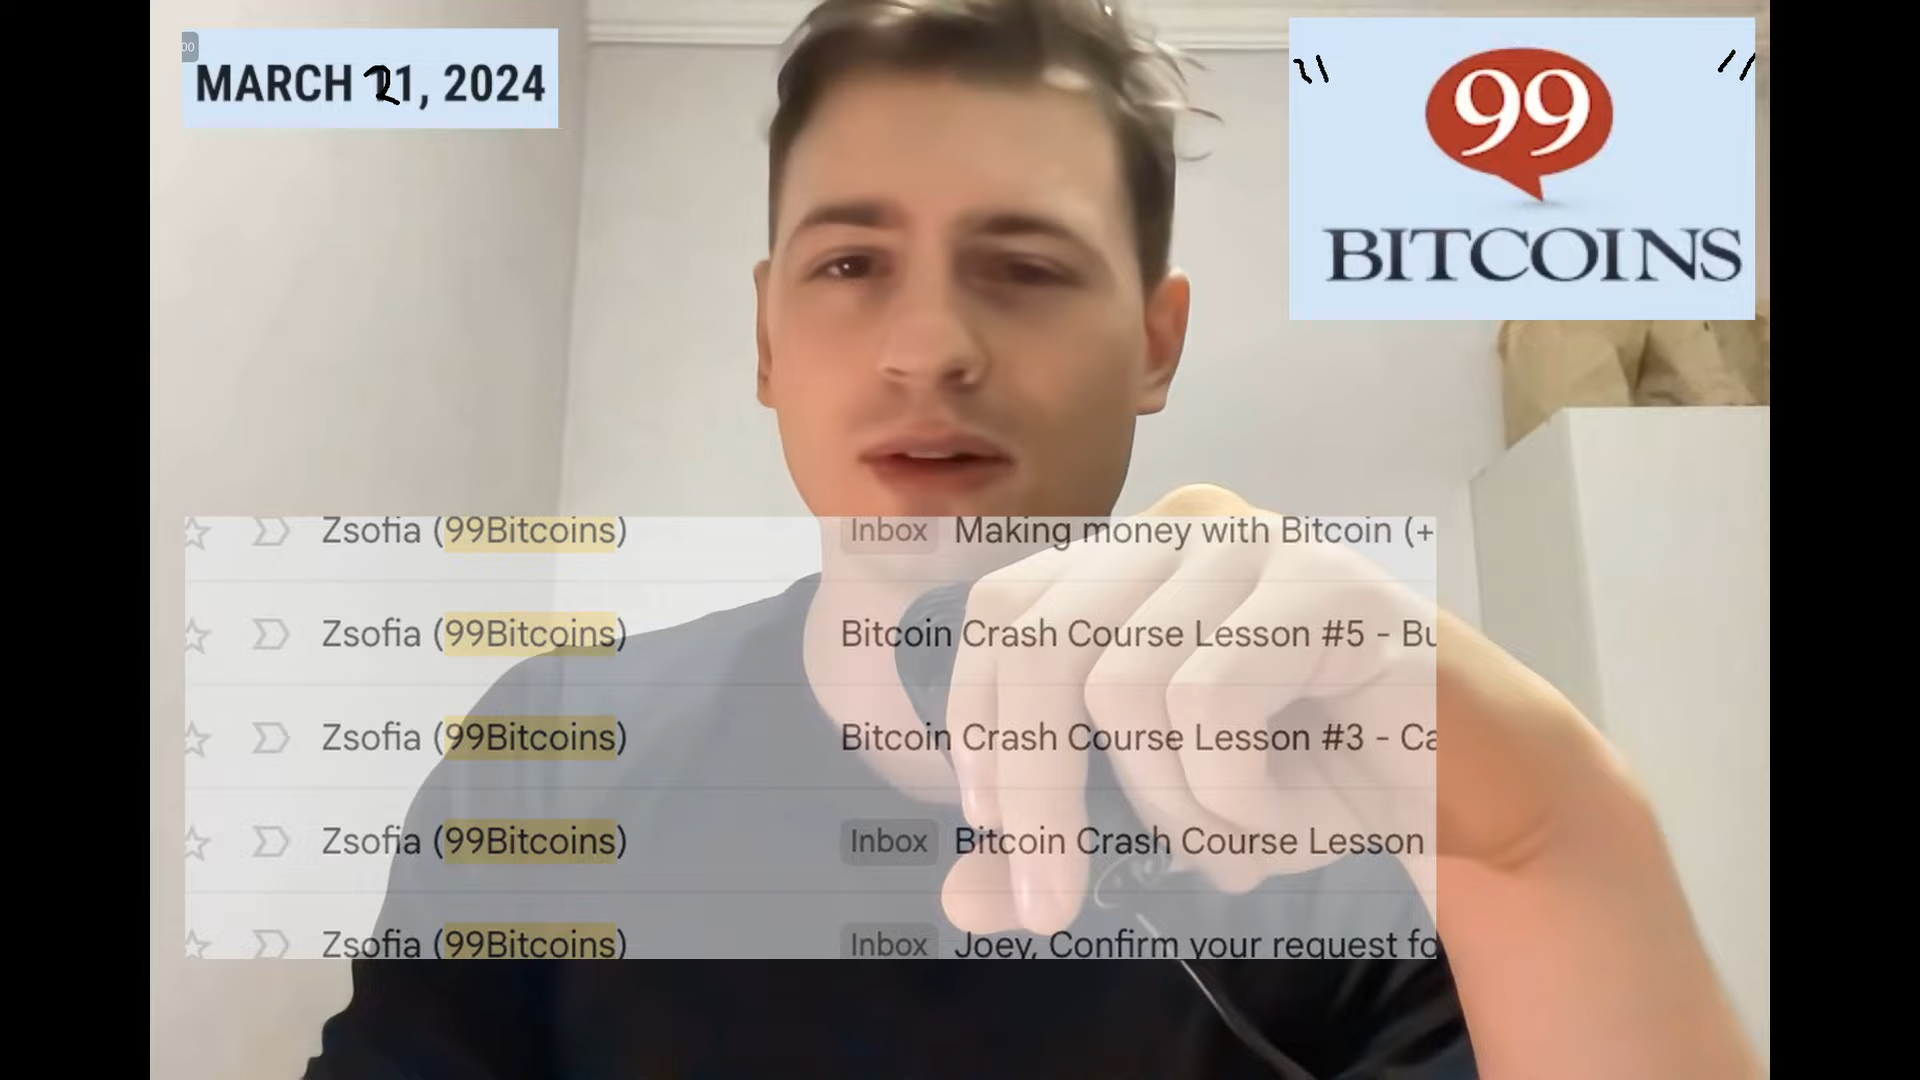 00
MARCH 21, 2024
99
BITCOINS
Zsofia (99Bitcoins) Inbox Making money with Bitcoin (+
Zsofia (99Bitcoins) Bitcoin Crash Course Lesson #5 - Bu
Zsofia (99Bitcoins) Bitcoin Crash Course Lesson #3 - Ca
Zsofia (99Bitcoins) Inbox Bitcoin Crash Course Lesson
Zsofia (99Bitcoins) Inbox Joey, Confirm your request fo